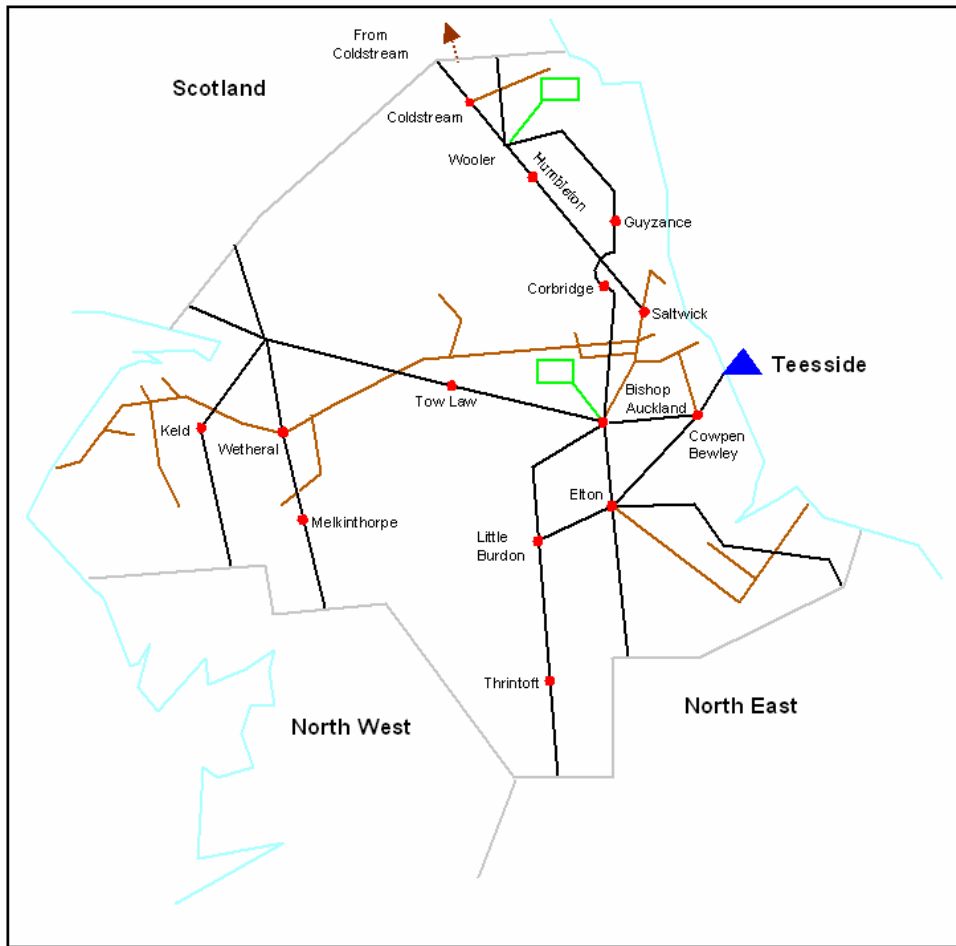 From
Coldstream
Scotland
Coldstream
Wooler
Humbleton
Guyzance
Corbridge
Saltwick
Teesside
Tow Law
Bishop
Auckland
Keld
Wetheral
Cowpen
Bewley
Elton
Melkinthorpe
Little
Burdon
Thrintoft
North East
North West